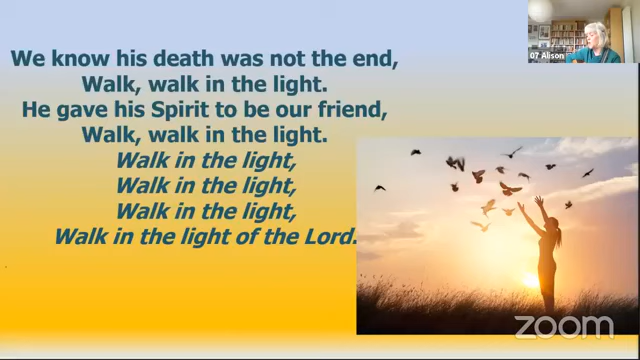 We know his death was not the end,
Walk, walk in the light.
He gave his Spirit to be our friend,
Walk, walk in the light.
Walk in the light,
Walk in the light,
Walk in the light,
Walk in the light of the Lord.
07 Alison
zoom